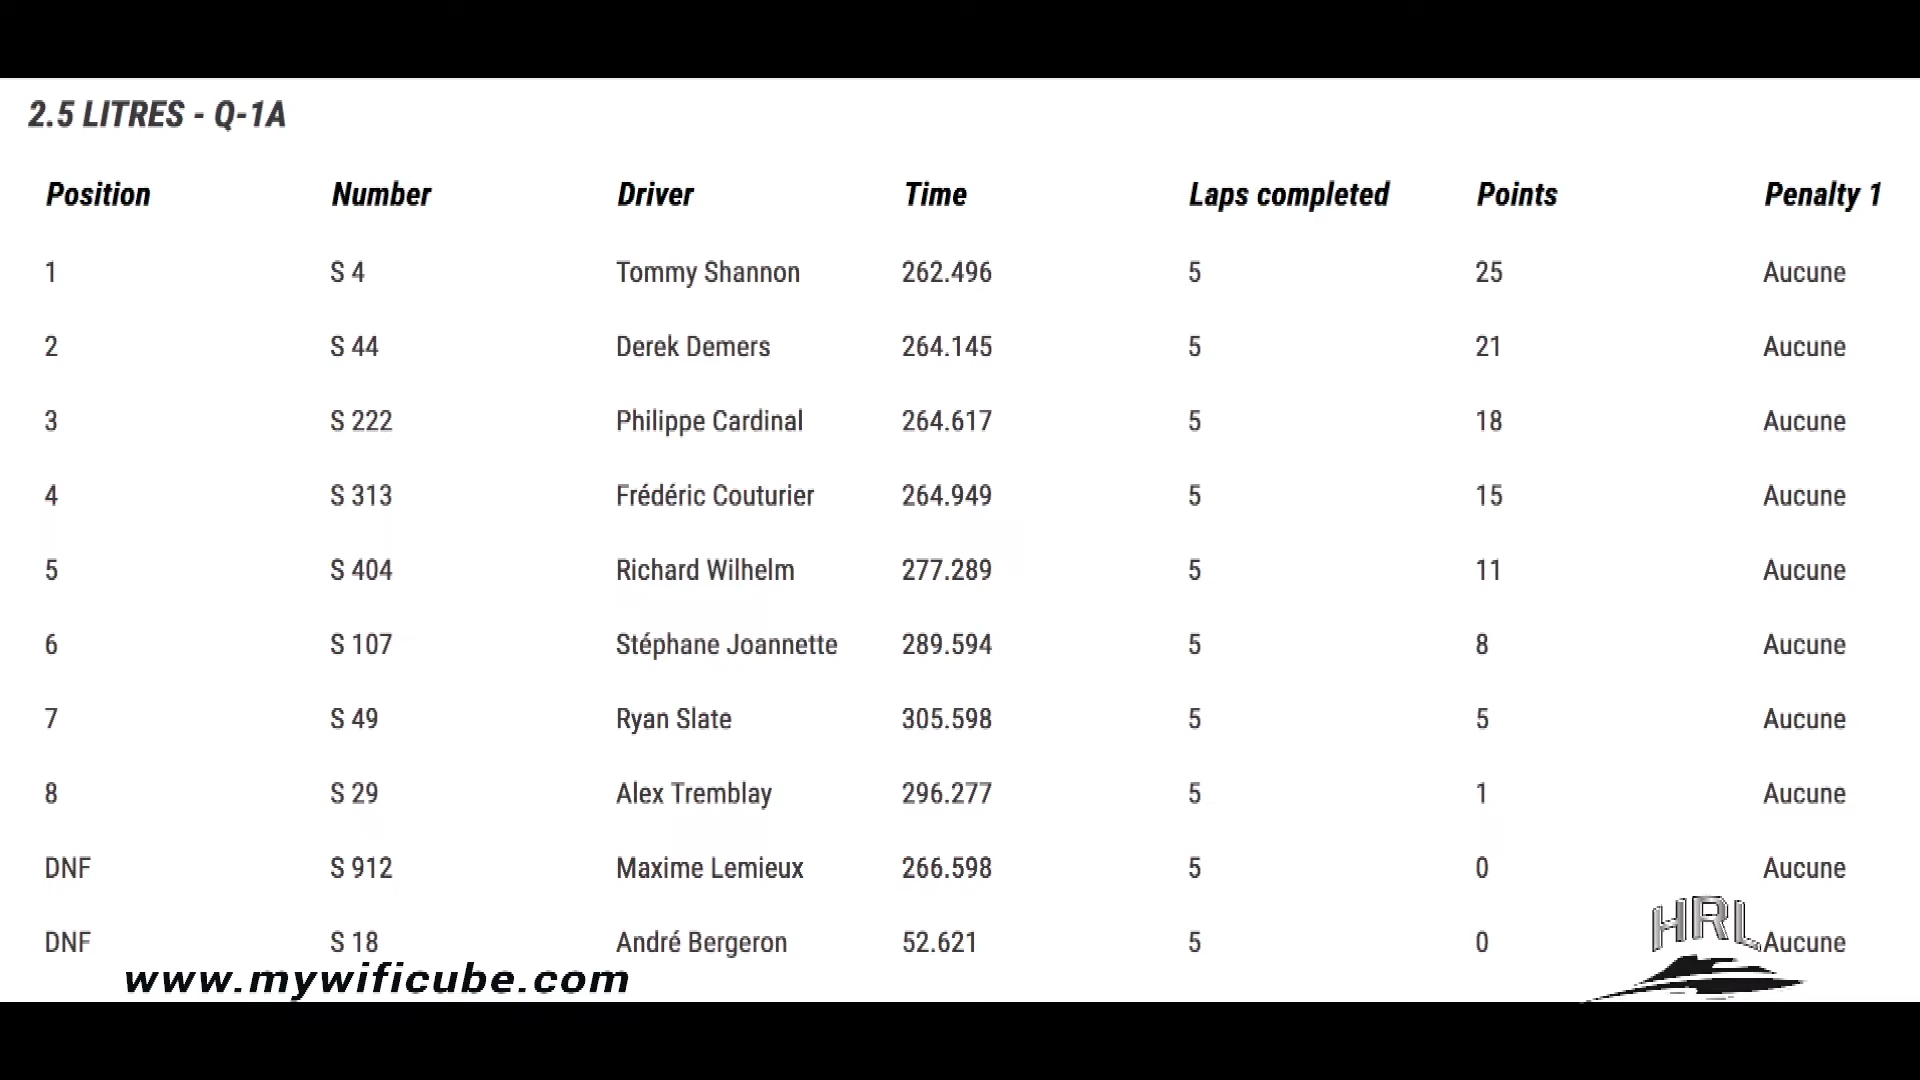 2.5 LITRES - Q-1A
Position Number Driver Time Laps completed Points Penalty 1
1 S 4 Tommy Shannon 262.496 5 25 Aucune
2 S 44 Derek Demers 264.145 5 21 Aucune
3 S 222 Philippe Cardinal 264.617 5 18 Aucune
4 S 313 Frédéric Couturier 264.949 5 15 Aucune
5 S 404 Richard Wilhelm 277.289 5 11 Aucune
6 S 107 Stéphane Joannette 289.594 5 8 Aucune
7 S 49 Ryan Slate 305.598 5 5 Aucune
8 S 29 Alex Tremblay 296.277 5 1 Aucune
DNF S 912 Maxime Lemieux 266.598 5 0 Aucune
DNF S 18 André Bergeron 52.621 5 0 Aucune
HRL
www.mywificube.com